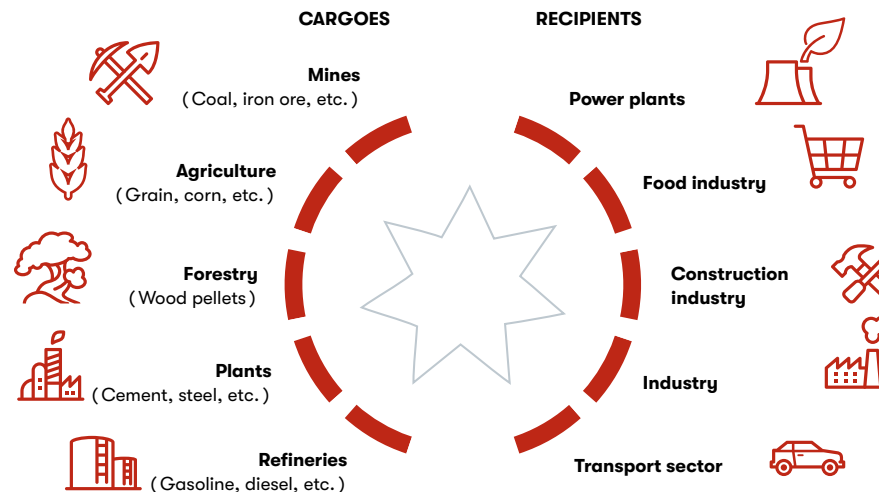 CARGOES
Mines
(Coal, iron ore, etc.)
Agriculture
(Grain, corn, etc.)
Forestry
(Wood pellets)
Plants
(Cement, steel, etc.)
Refineries
(Gasoline, diesel, etc.)
RECIPIENTS
Power plants
Food industry
Construction
industry
Industry
Transport sector